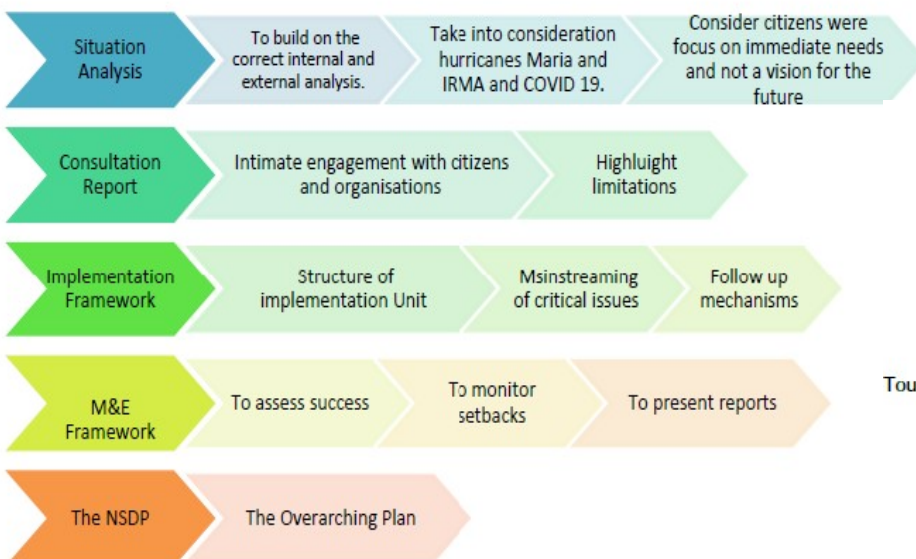 Situation
Analysis
To build on the
correct internal and
external analysis.
Take into consideration
hurricanes Maria and
IRMA and COVID 19.
Consider citizens were
focus on immediate needs
and not a vision for the
future
Consultation
Report
Intimate engagement with citizens
and organisations
Highluight
limitations
Implementation
Framework
Structure of
implementation Unit
Msinstreaming
of critical issues
Follow up
mechanisms
M&E
Framework
To assess success
To monitor
setbacks
To present reports
Tou
The NSDP
The Overarching Plan